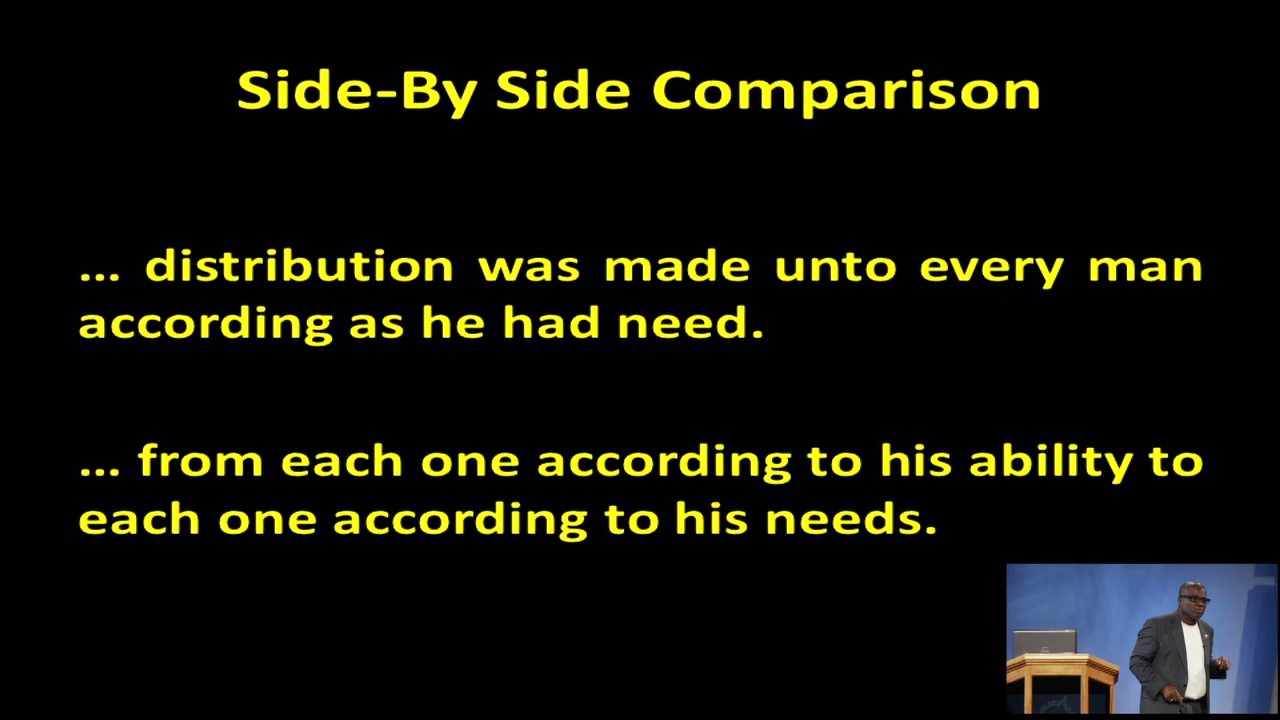 Side-By Side Comparison
... distribution was made unto every man
according as he had need.
... from each one according to his ability to
each one according to his needs.